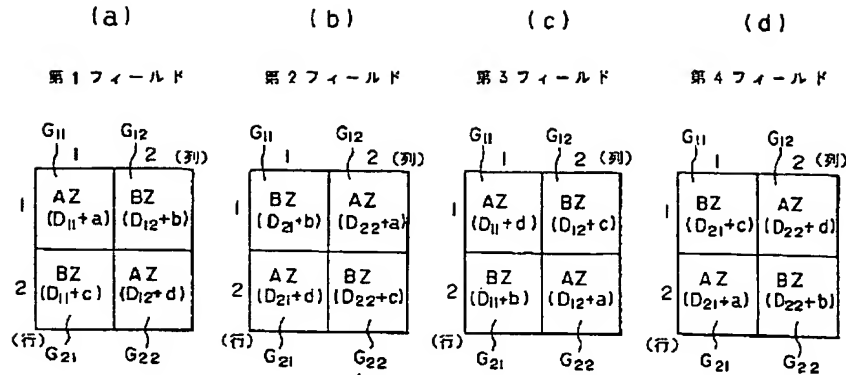 (a) (b) (c) (d)
第1フィールド 第2フィールド 第3フィールド 第4フィールド
G11 G12 G11 G12 G11 G12 G11 G12
1 2 (列) 1 2 (列) 1 2 (列) 1 2 (列)
1 AZ BZ 1 BZ AZ 1 AZ BZ 1 BZ AZ
(D11+a) (D12+b) (D21+b) (D22+a) (D11+d) (D12+c) (D21+c) (D22+d)
2 BZ AZ 2 AZ BZ 2 BZ AZ 2 AZ BZ
(D11+c) (D12+d) (D21+d) (D22+c) (D11+b) (D12+a) (D21+a) (D22+b)
(行) (行) (行) (行)
G21 G22 G21 G22 G21 G22 G21 G22